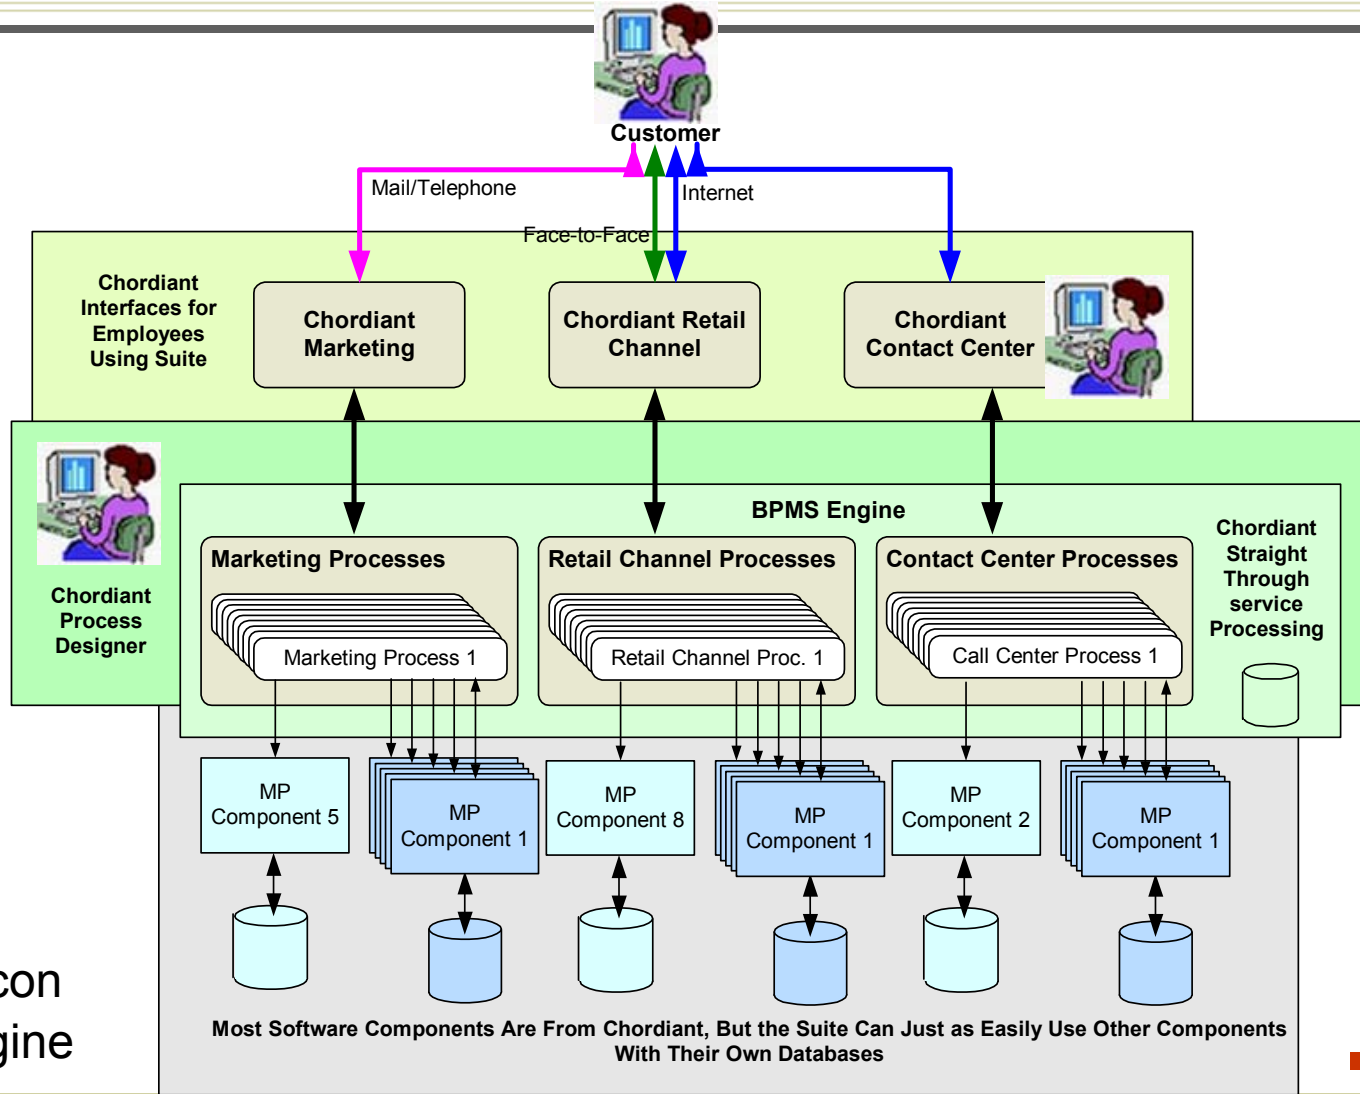 Customer
Mail/Telephone
Internet
Face-to-Face
Chordiant
Interfaces for
Employees
Using Suite
Chordiant
Marketing
Chordiant Retail
Channel
Chordiant
Contact Center
BPMS Engine
Chordiant
Process
Designer
Marketing Processes
Marketing Process 1
Retail Channel Processes
Retail Channel Proc. 1
Contact Center Processes
Call Center Process 1
Chordiant
Straight
Through
service
Processing
MP
Component 5
MP
Component 1
MP
Component 8
MP
Component 1
MP
Component 2
MP
Component 1
con
gine
Most Software Components Are From Chordiant, But the Suite Can Just as Easily Use Other Components
With Their Own Databases